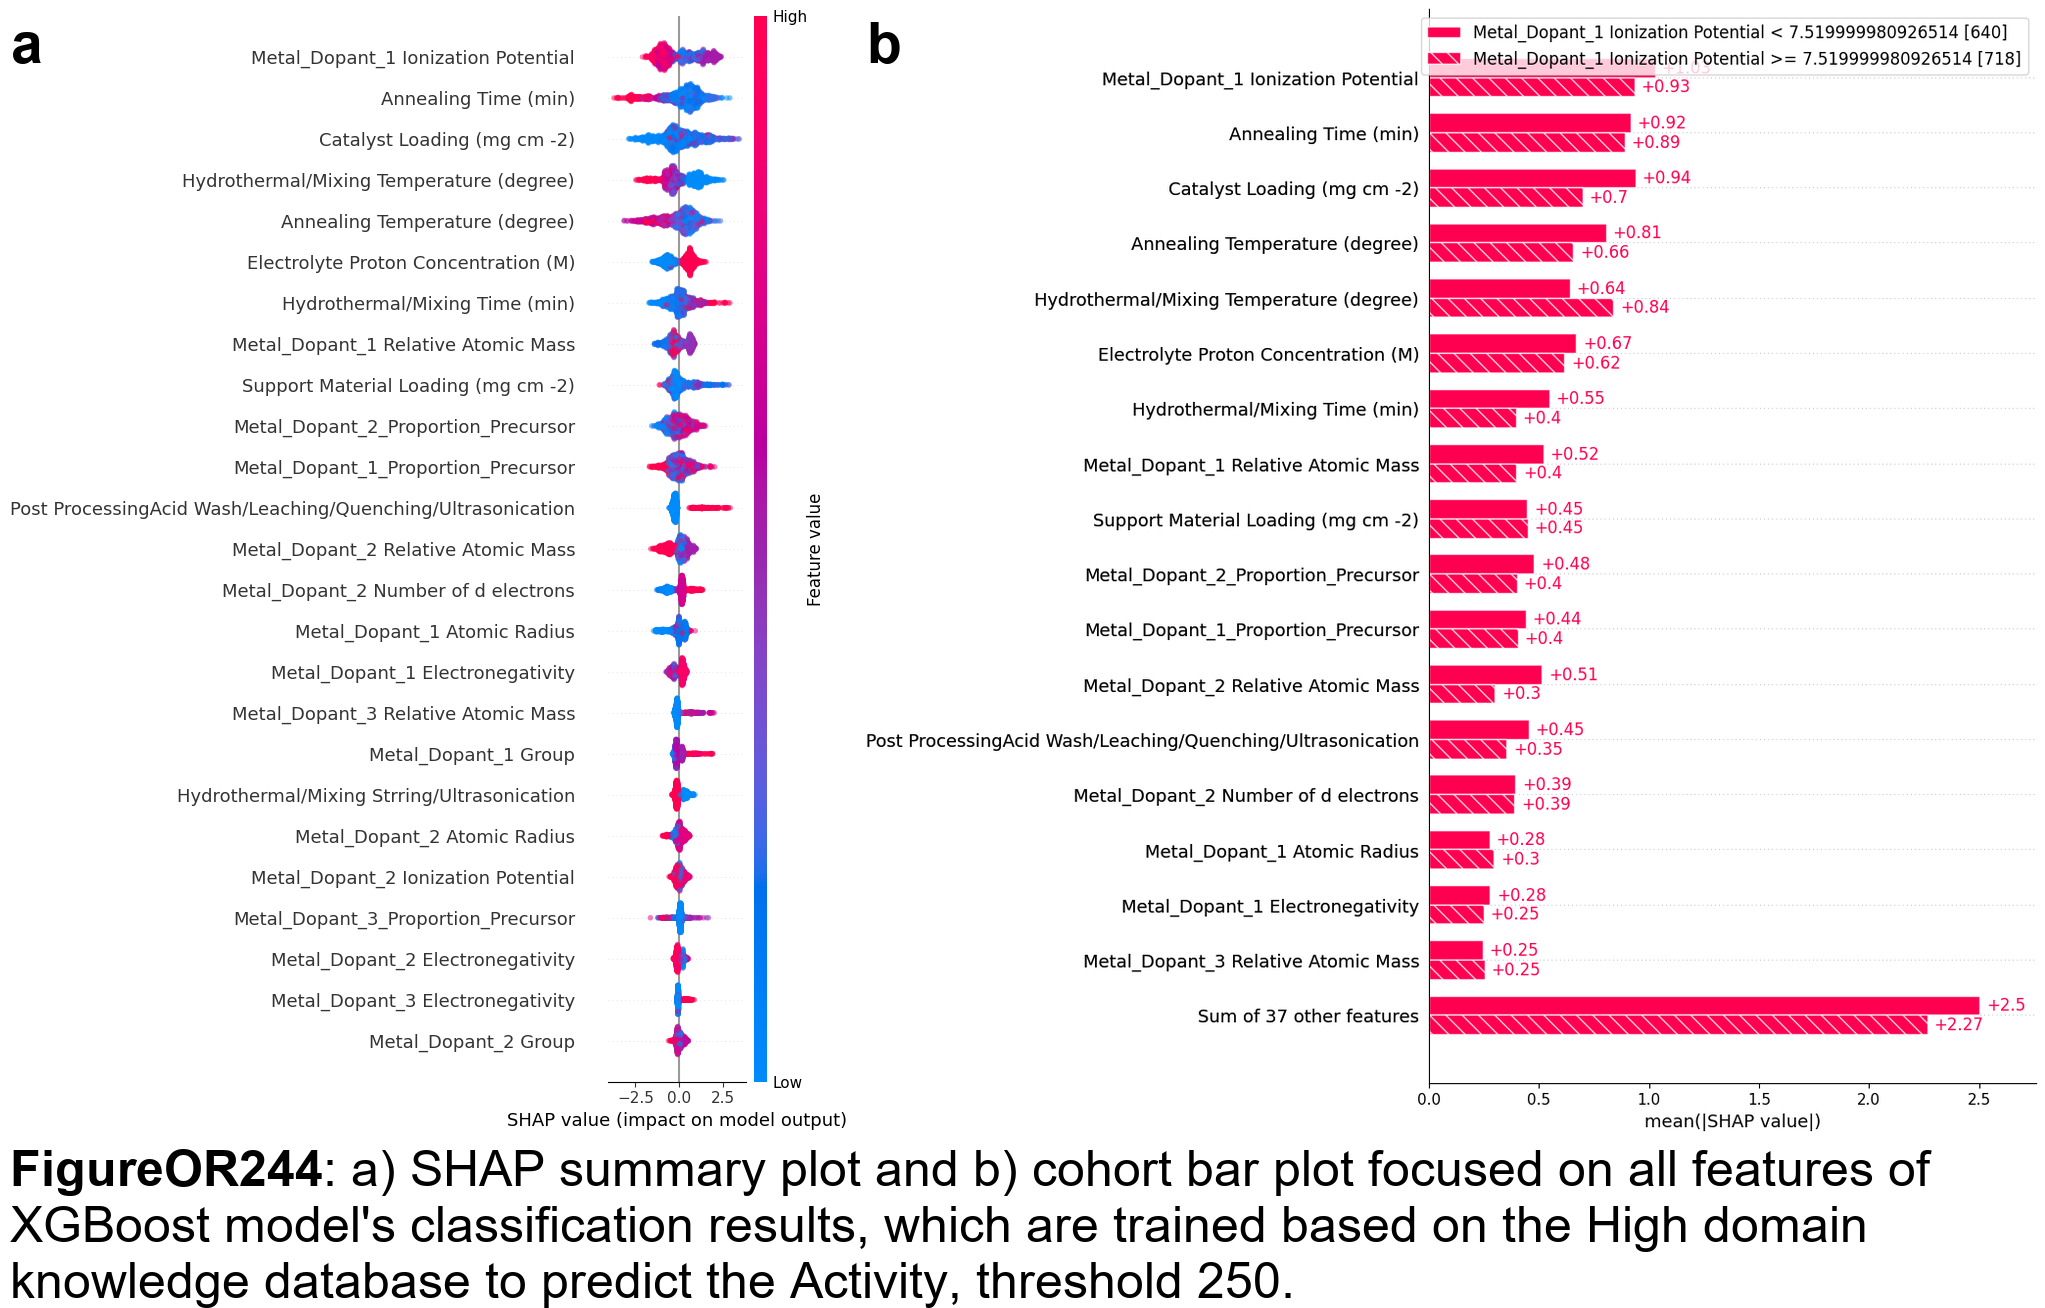 a
High
Metal_Dopant_1 Ionization Potential
Annealing Time (min)
Catalyst Loading (mg cm -2)
Hydrothermal/Mixing Temperature (degree)
Annealing Temperature (degree)
Electrolyte Proton Concentration (M)
Hydrothermal/Mixing Time (min)
Metal_Dopant_1 Relative Atomic Mass
Support Material Loading (mg cm -2)
Metal_Dopant_2_Proportion_Precursor
Metal_Dopant_1_Proportion_Precursor
Post ProcessingAcid Wash/Leaching/Quenching/Ultrasonication
Metal_Dopant_2 Relative Atomic Mass
Metal_Dopant_2 Number of d electrons
Metal_Dopant_1 Atomic Radius
Metal_Dopant_1 Electronegativity
Metal_Dopant_3 Relative Atomic Mass
Metal_Dopant_1 Group
Hydrothermal/Mixing Strring/Ultrasonication
Metal_Dopant_2 Atomic Radius
Metal_Dopant_2 Ionization Potential
Metal_Dopant_3_Proportion_Precursor
Metal_Dopant_2 Electronegativity
Metal_Dopant_3 Electronegativity
Metal_Dopant_2 Group
Feature value
Low
−2.5 0.0 2.5
SHAP value (impact on model output)
b
Metal_Dopant_1 Ionization Potential < 7.519999980926514 [640]
Metal_Dopant_1 Ionization Potential >= 7.519999980926514 [718]
Metal_Dopant_1 Ionization Potential
+1.03
+0.93
Annealing Time (min)
+0.92
+0.89
Catalyst Loading (mg cm -2)
+0.94
+0.7
Annealing Temperature (degree)
+0.81
+0.66
Hydrothermal/Mixing Temperature (degree)
+0.64
+0.84
Electrolyte Proton Concentration (M)
+0.67
+0.62
Hydrothermal/Mixing Time (min)
+0.55
+0.4
Metal_Dopant_1 Relative Atomic Mass
+0.52
+0.4
Support Material Loading (mg cm -2)
+0.45
+0.45
Metal_Dopant_2_Proportion_Precursor
+0.48
+0.4
Metal_Dopant_1_Proportion_Precursor
+0.44
+0.4
Metal_Dopant_2 Relative Atomic Mass
+0.51
+0.3
Post ProcessingAcid Wash/Leaching/Quenching/Ultrasonication
+0.45
+0.35
Metal_Dopant_2 Number of d electrons
+0.39
+0.39
Metal_Dopant_1 Atomic Radius
+0.28
+0.3
Metal_Dopant_1 Electronegativity
+0.28
+0.25
Metal_Dopant_3 Relative Atomic Mass
+0.25
+0.25
Sum of 37 other features
+2.5
+2.27
0.0 0.5 1.0 1.5 2.0 2.5
mean(|SHAP value|)
FigureOR244: a) SHAP summary plot and b) cohort bar plot focused on all features of
XGBoost model's classification results, which are trained based on the High domain
knowledge database to predict the Activity, threshold 250.